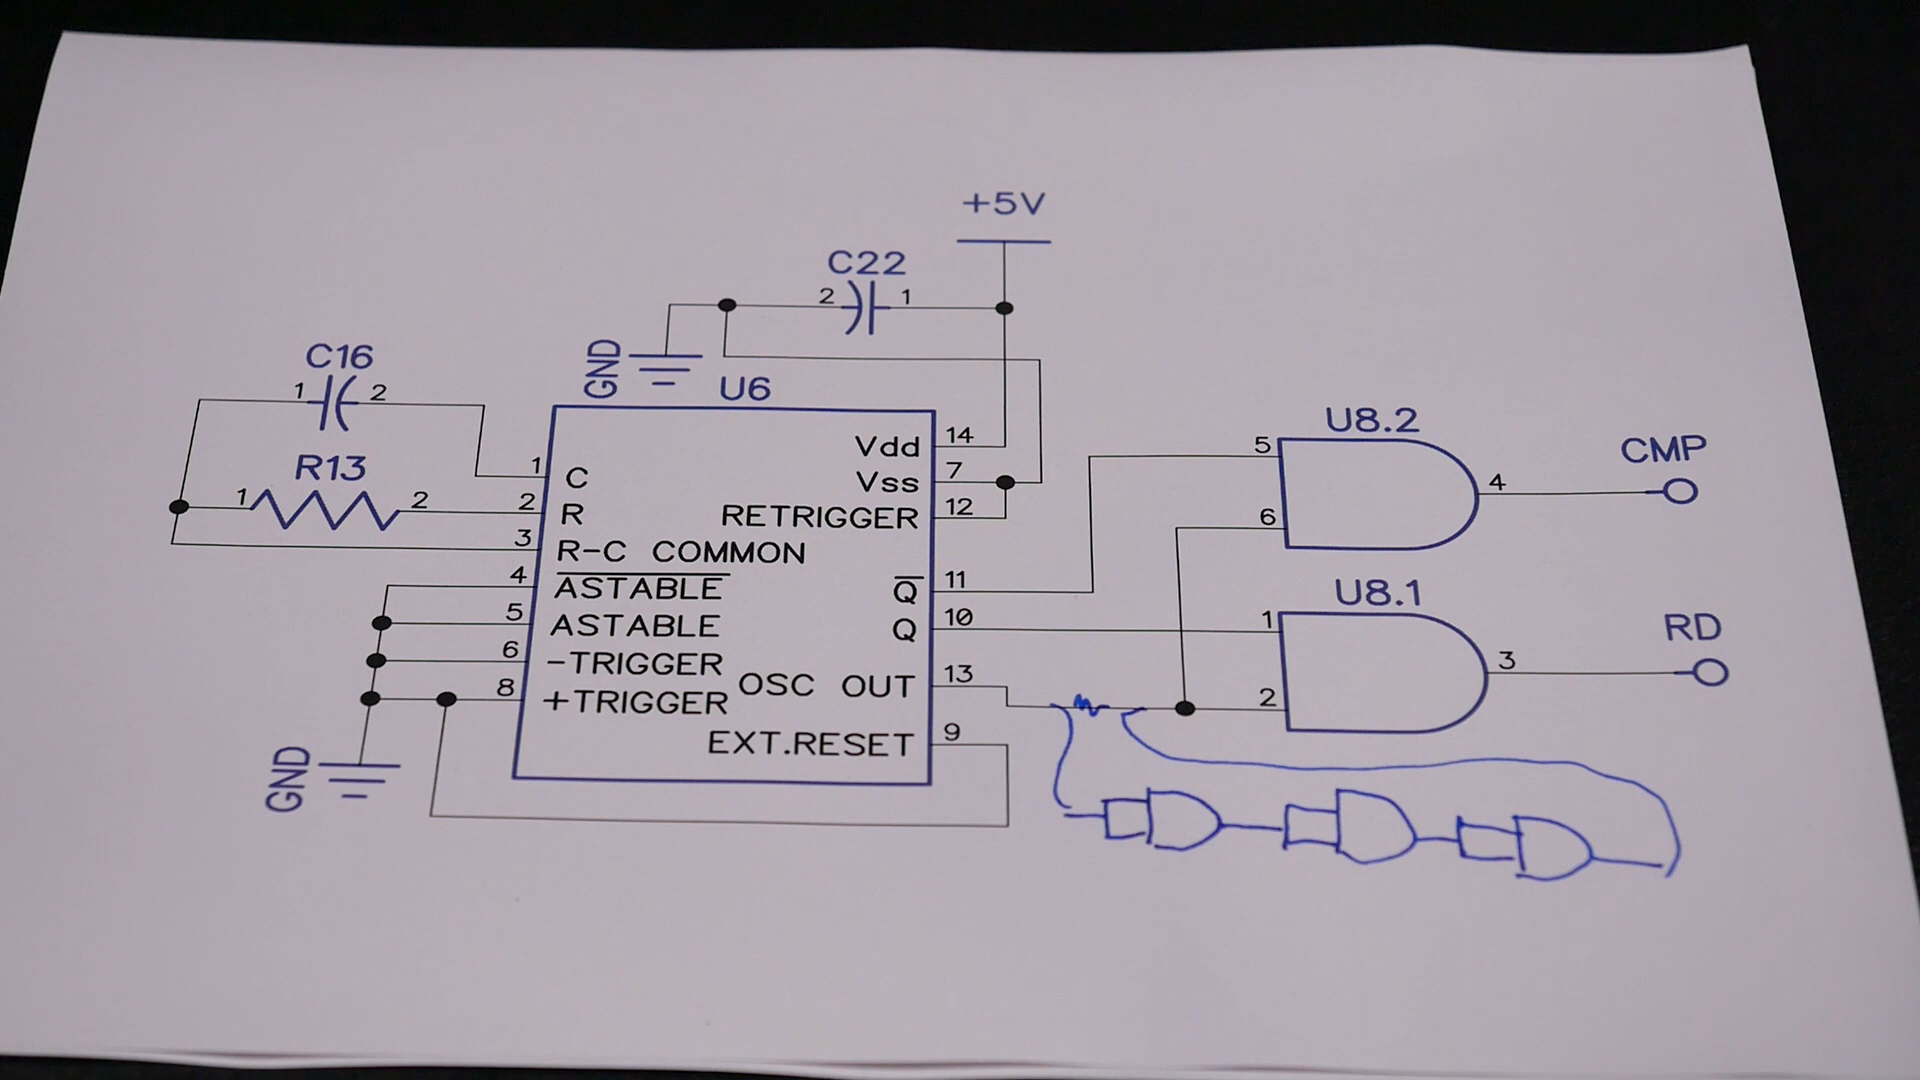 +5V
C22
2 1
GND
C16
1 2
R13
1 2
U6
1 C
2 R
3 R-C COMMON
4 ASTABLE
5 ASTABLE
6 -TRIGGER
8 +TRIGGER
GND
Vdd 14
Vss 7
RETRIGGER 12
Q 11
Q 10
OSC OUT 13
EXT.RESET 9
U8.2
5
6
4
CMP
U8.1
1
2
3
RD